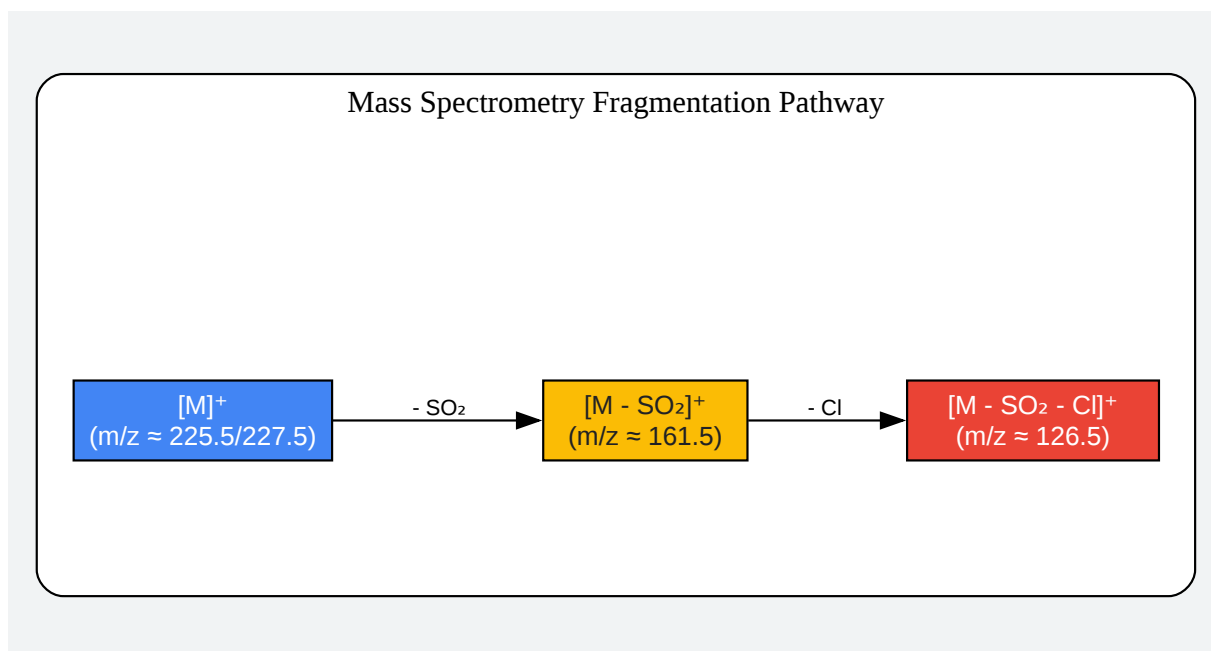 Mass Spectrometry Fragmentation Pathway
[M]⁺
(m/z ≈ 225.5/227.5)
- SO₂
[M - SO₂]⁺
(m/z ≈ 161.5)
- Cl
[M - SO₂ - Cl]⁺
(m/z ≈ 126.5)